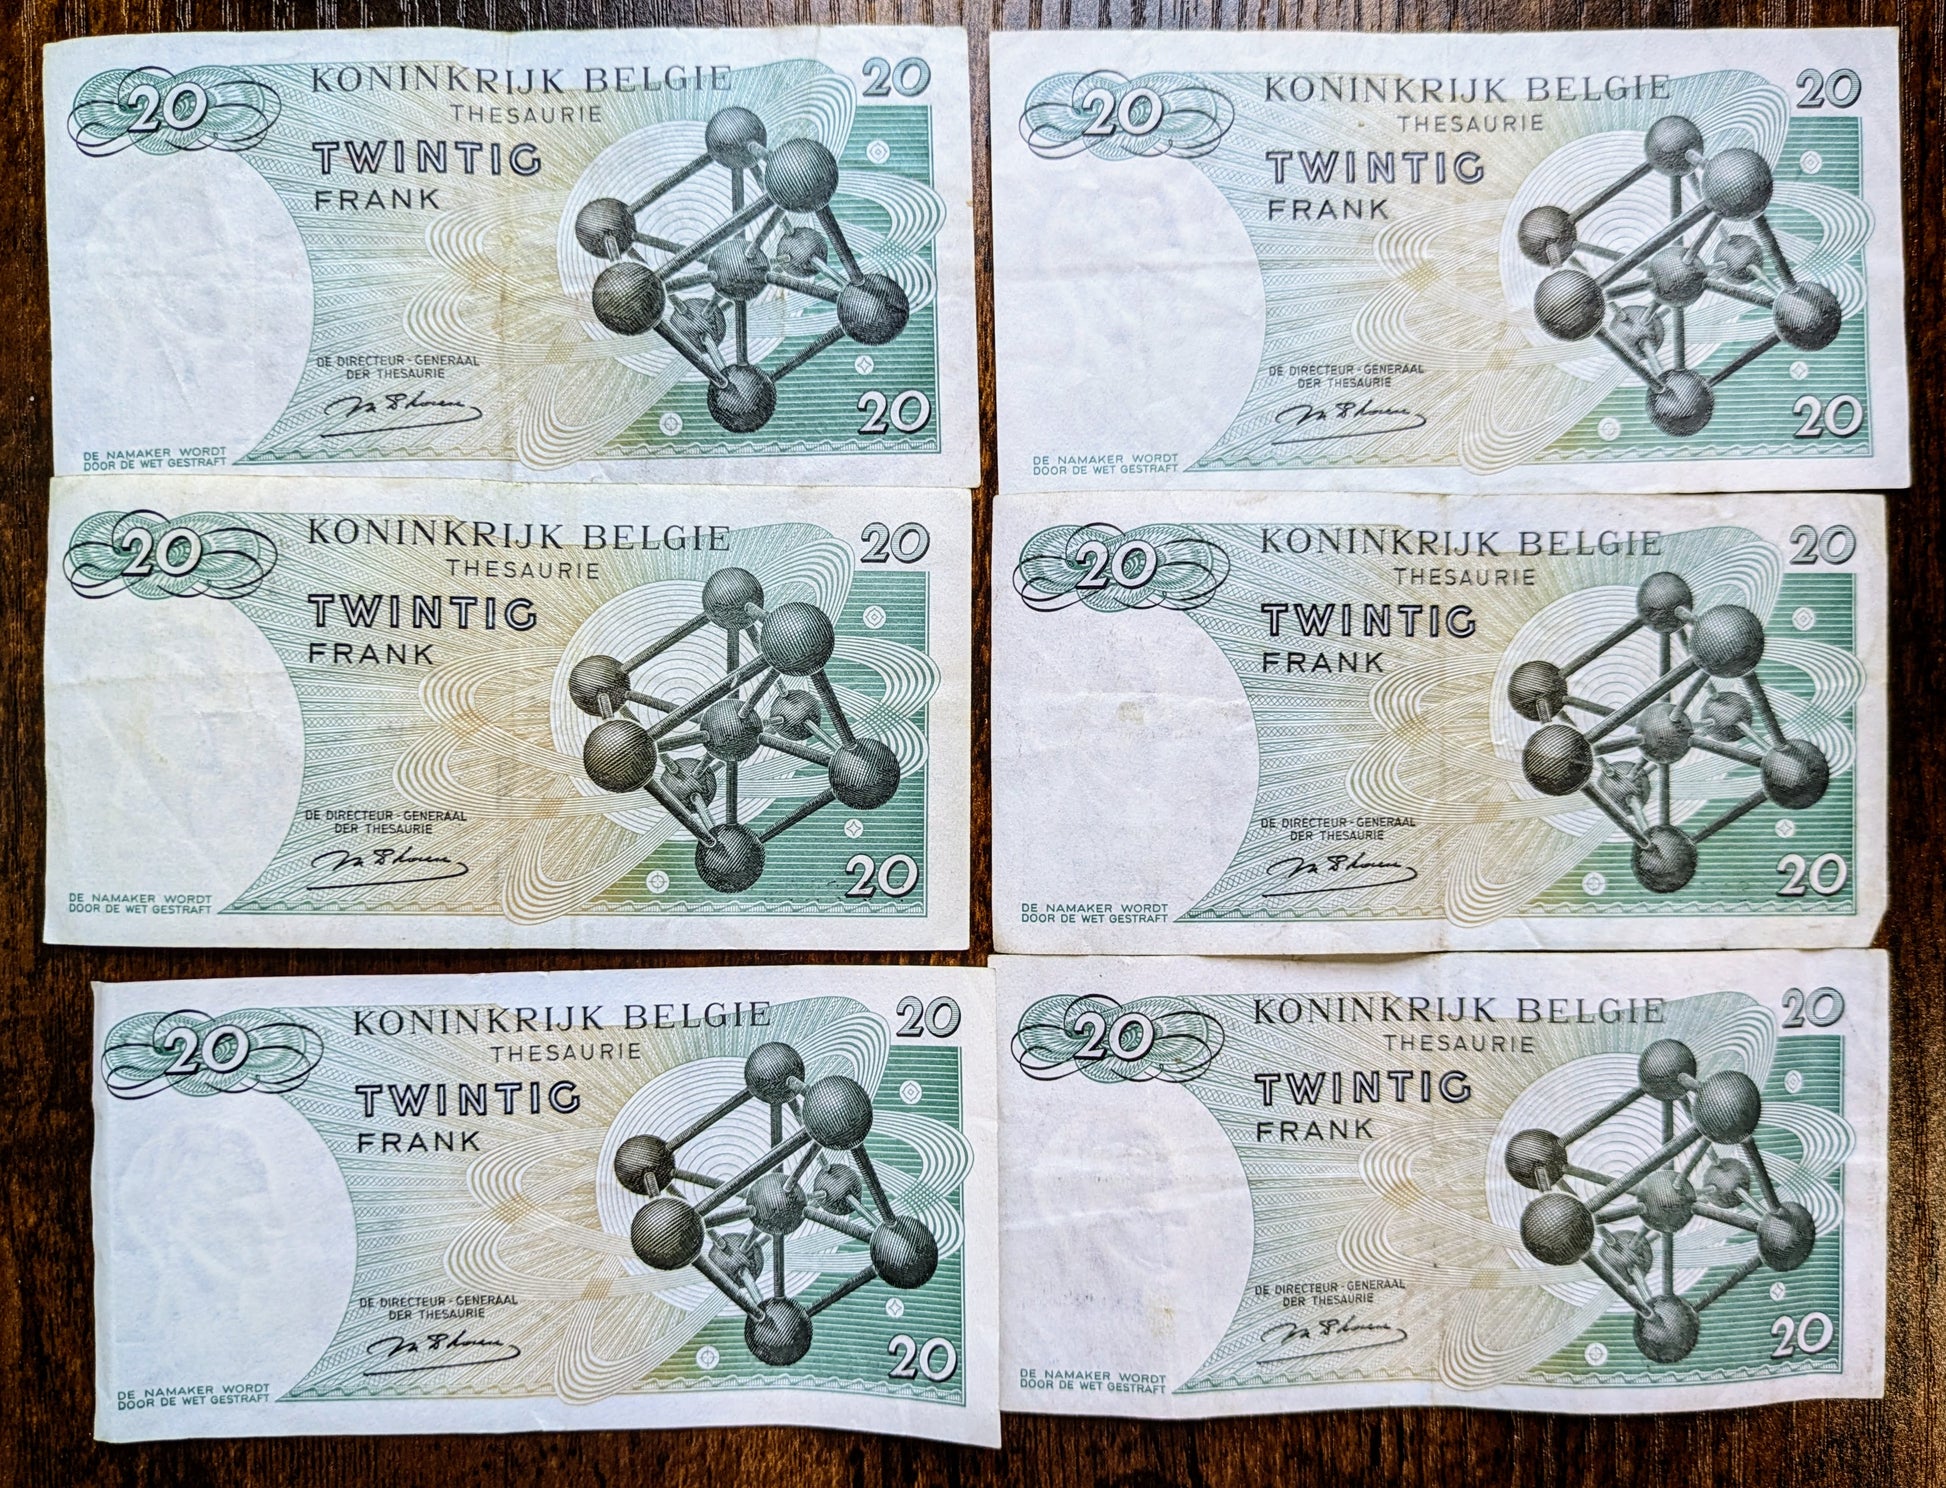 20 KONINKRIJK BELGIE 20
THESAURIE
TWINTIG
FRANK
DE DIRECTEUR-GENERAAL
DER THESAURIE
20
DE NAMAKER WORDT
DOOR DE WET GESTRAFT
20 KONINKRIJK BELGIE 20
THESAURIE
TWINTIG
FRANK
DE DIRECTEUR-GENERAAL
DER THESAURIE
20
DE NAMAKER WORDT
DOOR DE WET GESTRAFT
20 KONINKRIJK BELGIE 20
THESAURIE
TWINTIG
FRANK
DE DIRECTEUR-GENERAAL
DER THESAURIE
20
DE NAMAKER WORDT
DOOR DE WET GESTRAFT
20 KONINKRIJK BELGIE 20
THESAURIE
TWINTIG
FRANK
DE DIRECTEUR-GENERAAL
DER THESAURIE
20
DE NAMAKER WORDT
DOOR DE WET GESTRAFT
20 KONINKRIJK BELGIE 20
THESAURIE
TWINTIG
FRANK
DE DIRECTEUR-GENERAAL
DER THESAURIE
20
DE NAMAKER WORDT
DOOR DE WET GESTRAFT
20 KONINKRIJK BELGIE 20
THESAURIE
TWINTIG
FRANK
DE DIRECTEUR-GENERAAL
DER THESAURIE
20
DE NAMAKER WORDT
DOOR DE WET GESTRAFT